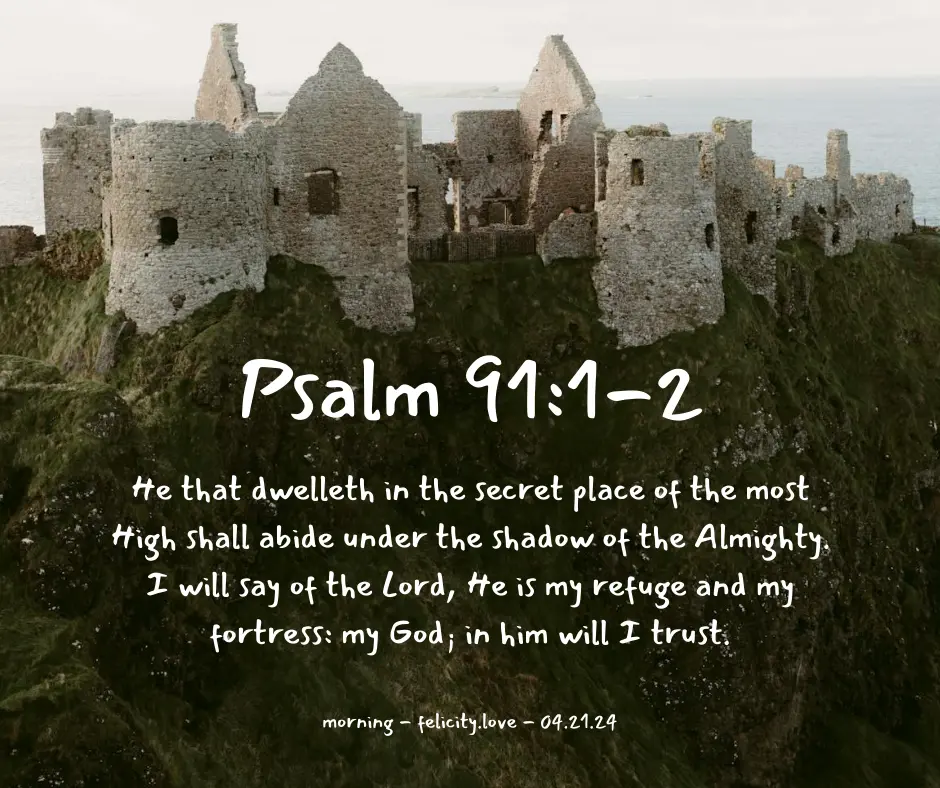 Psalm 91:1-2
He that dwelleth in the secret place of the most
High shall abide under the shadow of the Almighty.
I will say of the Lord, He is my refuge and my
fortress: my God; in him will I trust.
morning - felicity.love - 04.21.24